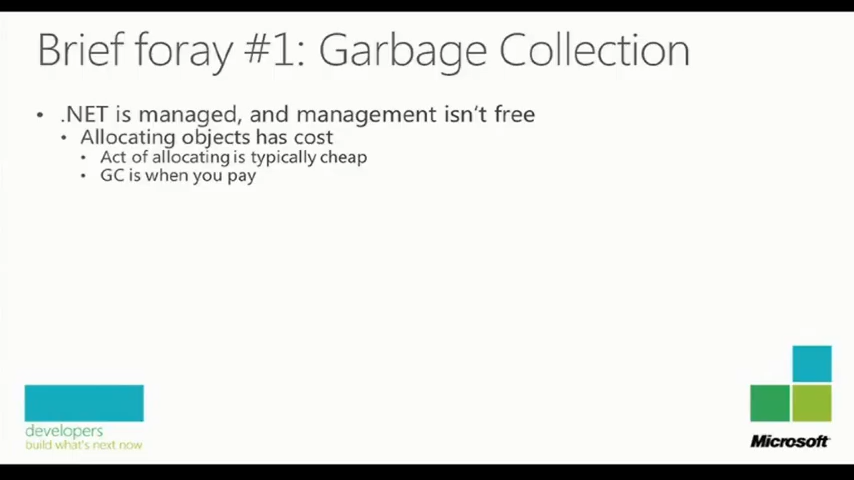 Brief foray #1: Garbage Collection
• .NET is managed, and management isn't free
• Allocating objects has cost
• Act of allocating is typically cheap
• GC is when you pay
developers
build what's next now
Microsoft